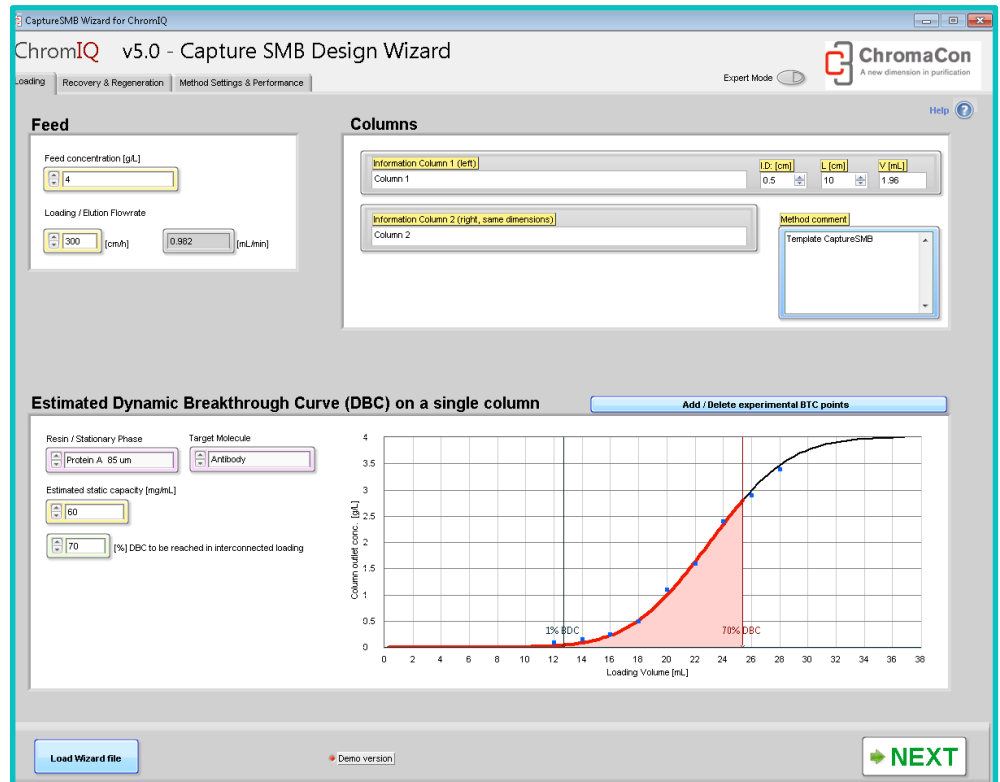 CaptureSMB Wizard for ChromIQ
ChromIQ v5.0 - Capture SMB Design Wizard
ChromaCon
A new dimension in purification
Expert Mode
Loading Recovery & Regeneration Method Settings & Performance
Help ?
Feed
Feed concentration [g/L]
4
Loading / Elution Flowrate
300 [cm/h] 0.982 [mL/min]
Columns
Information Column 1 (left) I.D: [cm] L [cm] V [mL]
Column 1 0.5 10 1.96
Information Column 2 (right, same dimensions)
Column 2
Method comment
Template CaptureSMB
Estimated Dynamic Breakthrough Curve (DBC) on a single column
Add / Delete experimental BTC points
Resin / Stationary Phase Target Molecule
Protein A 85 um Antibody
Estimated static capacity [mg/mL]
60
70 [%] DBC to be reached in interconnected loading
Column outlet conc. [g/L]
4
3.5
3
2.5
2
1.5
1
0.5
0
1% BDC 70% DBC
0 2 4 6 8 10 12 14 16 18 20 22 24 26 28 30 32 34 36 38
Loading Volume [mL]
Load Wizard file
Demo version
NEXT